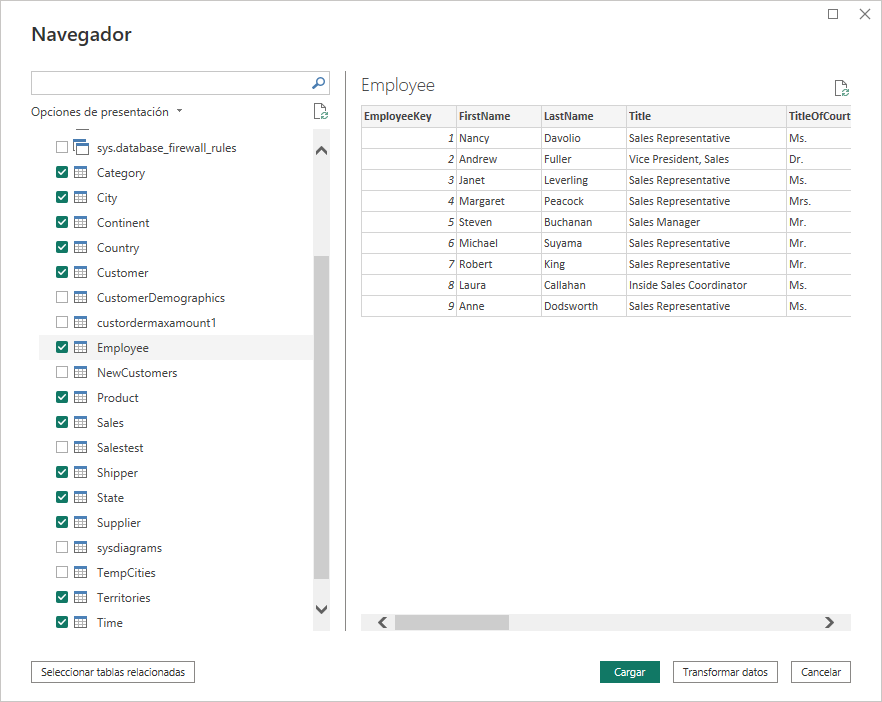 Navegador
Opciones de presentación
sys.database_firewall_rules
Category
City
Continent
Country
Customer
CustomerDemographics
custordermaxamount1
Employee
NewCustomers
Product
Sales
Salestest
Shipper
State
Supplier
sysdiagrams
TempCities
Territories
Time
Employee
EmployeeKey FirstName LastName Title TitleOfCourt
1 Nancy Davolio Sales Representative Ms.
2 Andrew Fuller Vice President, Sales Dr.
3 Janet Leverling Sales Representative Ms.
4 Margaret Peacock Sales Representative Mrs.
5 Steven Buchanan Sales Manager Mr.
6 Michael Suyama Sales Representative Mr.
7 Robert King Sales Representative Mr.
8 Laura Callahan Inside Sales Coordinator Ms.
9 Anne Dodsworth Sales Representative Ms.
Seleccionar tablas relacionadas
Cargar
Transformar datos
Cancelar